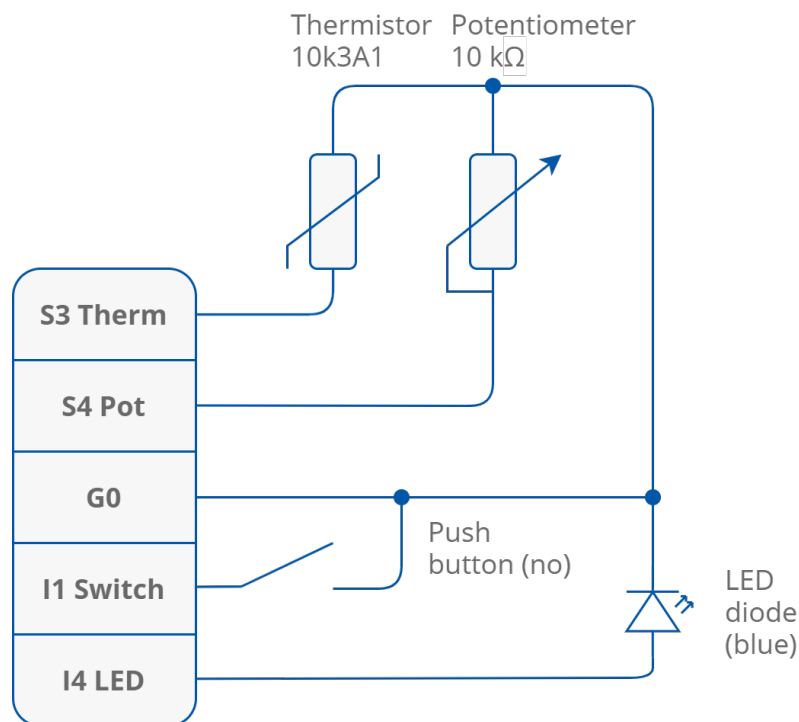 Thermistor
10k3A1
Potentiometer
10 kΩ
S3 Therm
S4 Pot
G0
I1 Switch
I4 LED
Push
button (no)
LED
diode
(blue)